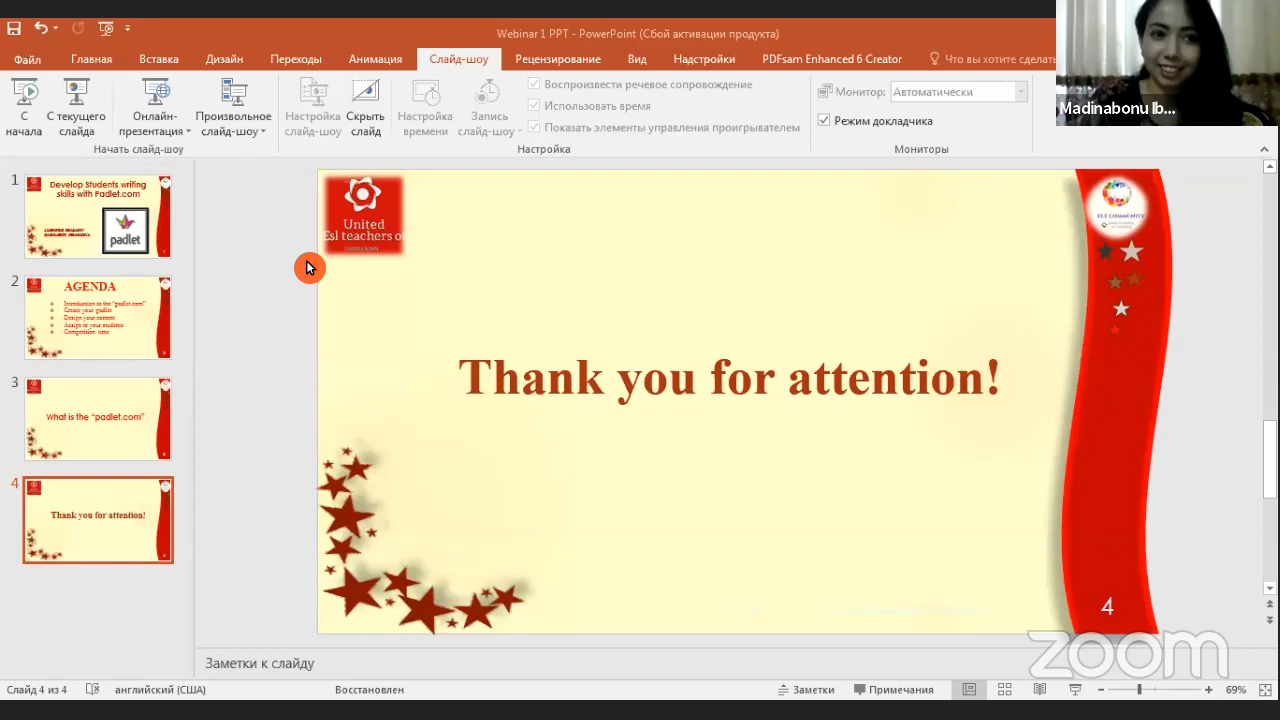 Webinar 1 PPT - PowerPoint (Сбой активации продукта)
Файл Главная Вставка Дизайн Переходы Анимация Слайд-шоу Рецензирование Вид Надстройки PDFsam Enhanced 6 Creator Что вы хотите сделать
С начала
С текущего слайда
Онлайн-презентация
Произвольное слайд-шоу
Начать слайд-шоу
Настройка слайд-шоу
Скрыть слайд
Настройка времени
Запись слайд-шоу
Воспроизвести речевое сопровождение
Использовать время
Показать элементы управления проигрывателем
Настройка
Монитор: Автоматически
Режим докладчика
Мониторы
Madinabonu Ib...
1
Develop Students writing
skills with Padlet.com
padlet
2
AGENDA
Introduction to the "padlet.com"
Create your padlet
Design your content
Assign to your students
Competition time
3
What is the "padlet.com"
4
Thank you for attention!
United
Esl teachers of
ELT COMMUNITY
Thank you for attention!
4
zoom
Заметки к слайду
Слайд 4 из 4 английский (США) Восстановлен Заметки Примечания 69%